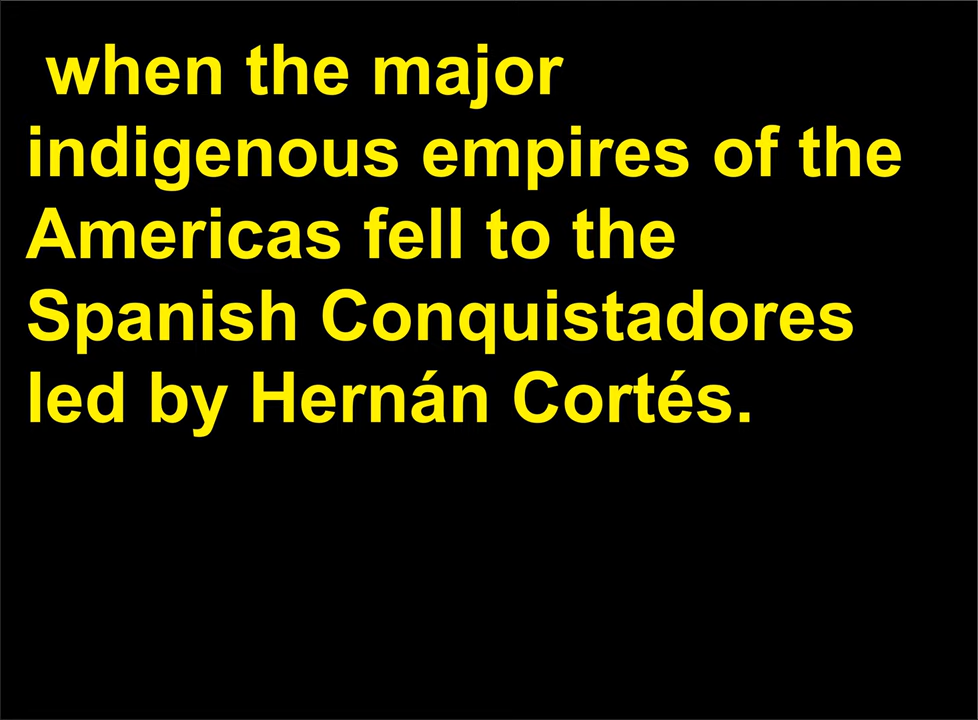 when the major
indigenous empires of the
Americas fell to the
Spanish Conquistadores
led by Hernán Cortés.